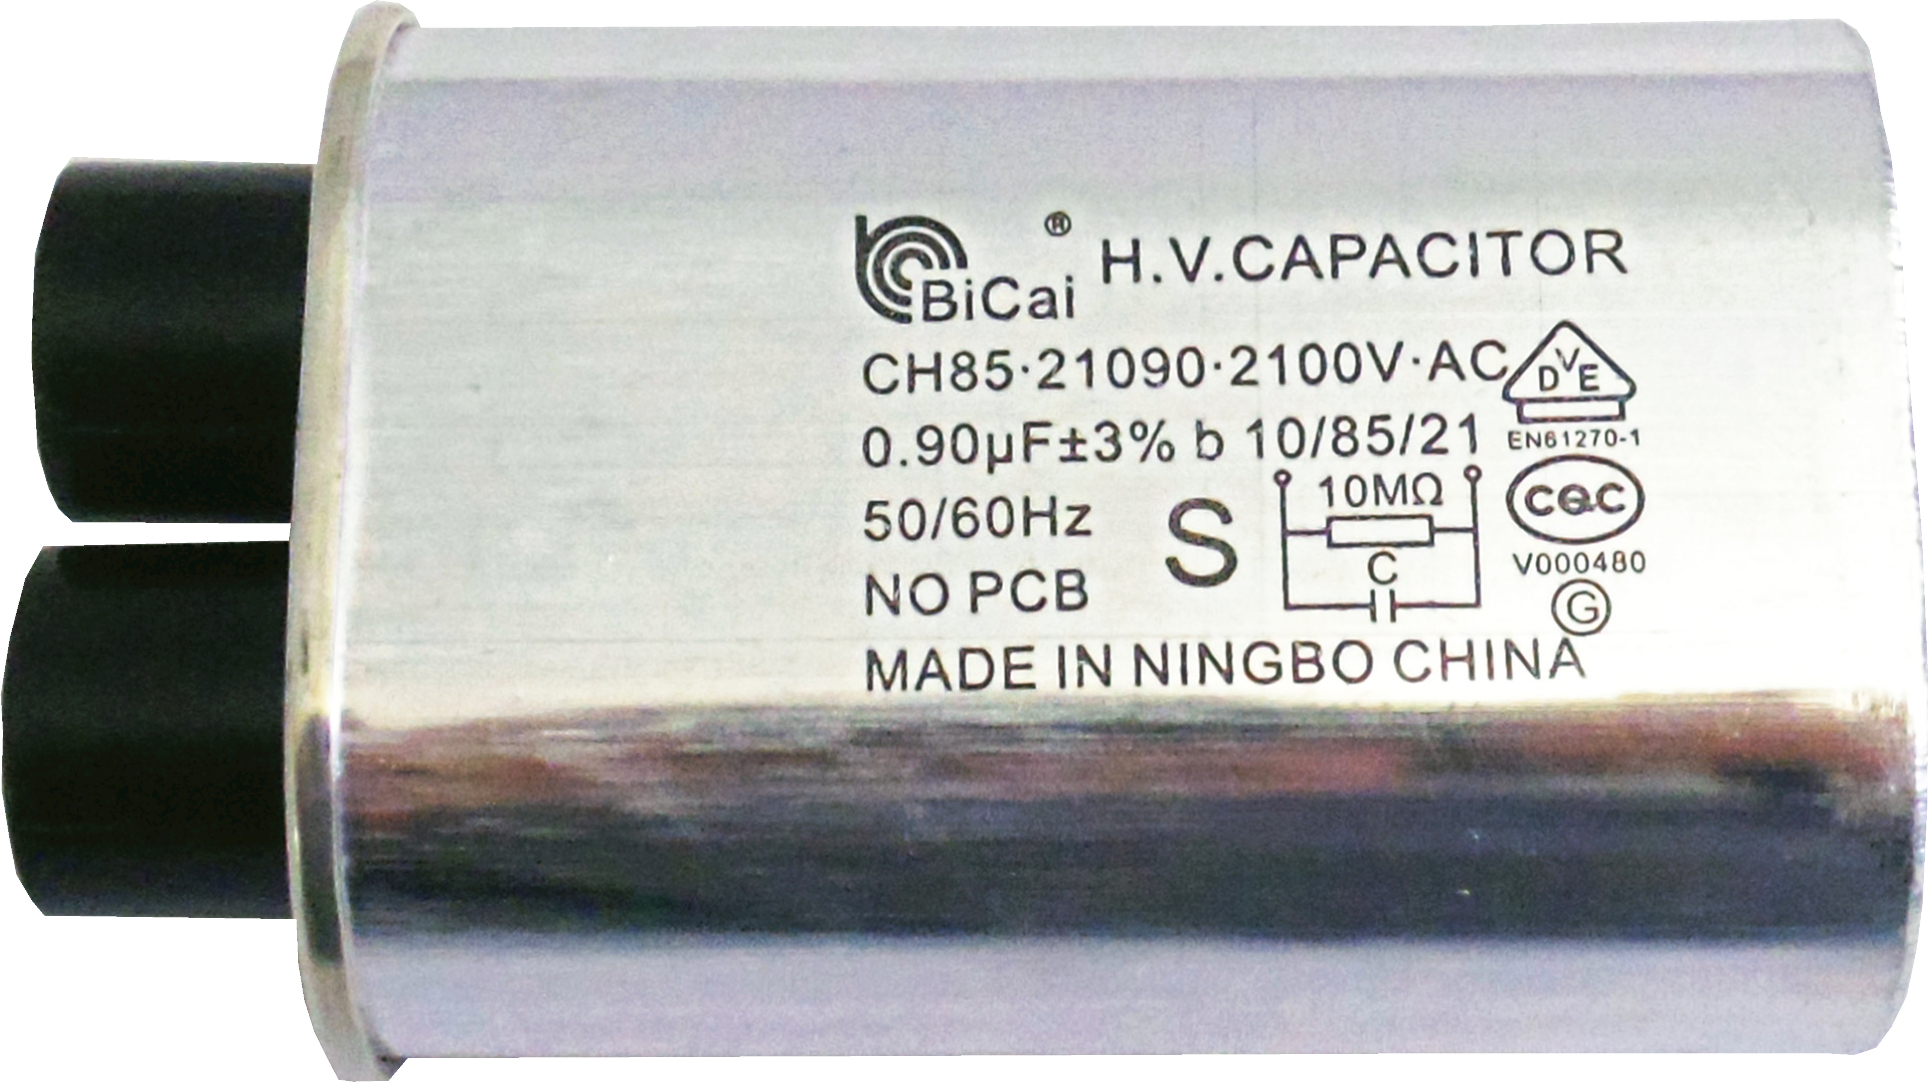 BiCai ® H.V.CAPACITOR
CH85·21090·2100V·AC
DVE
0.90μF±3% b 10/85/21
EN61270-1
50/60Hz
S
10MΩ
C
CQC
V000480
NO PCB
G
MADE IN NINGBO CHINA